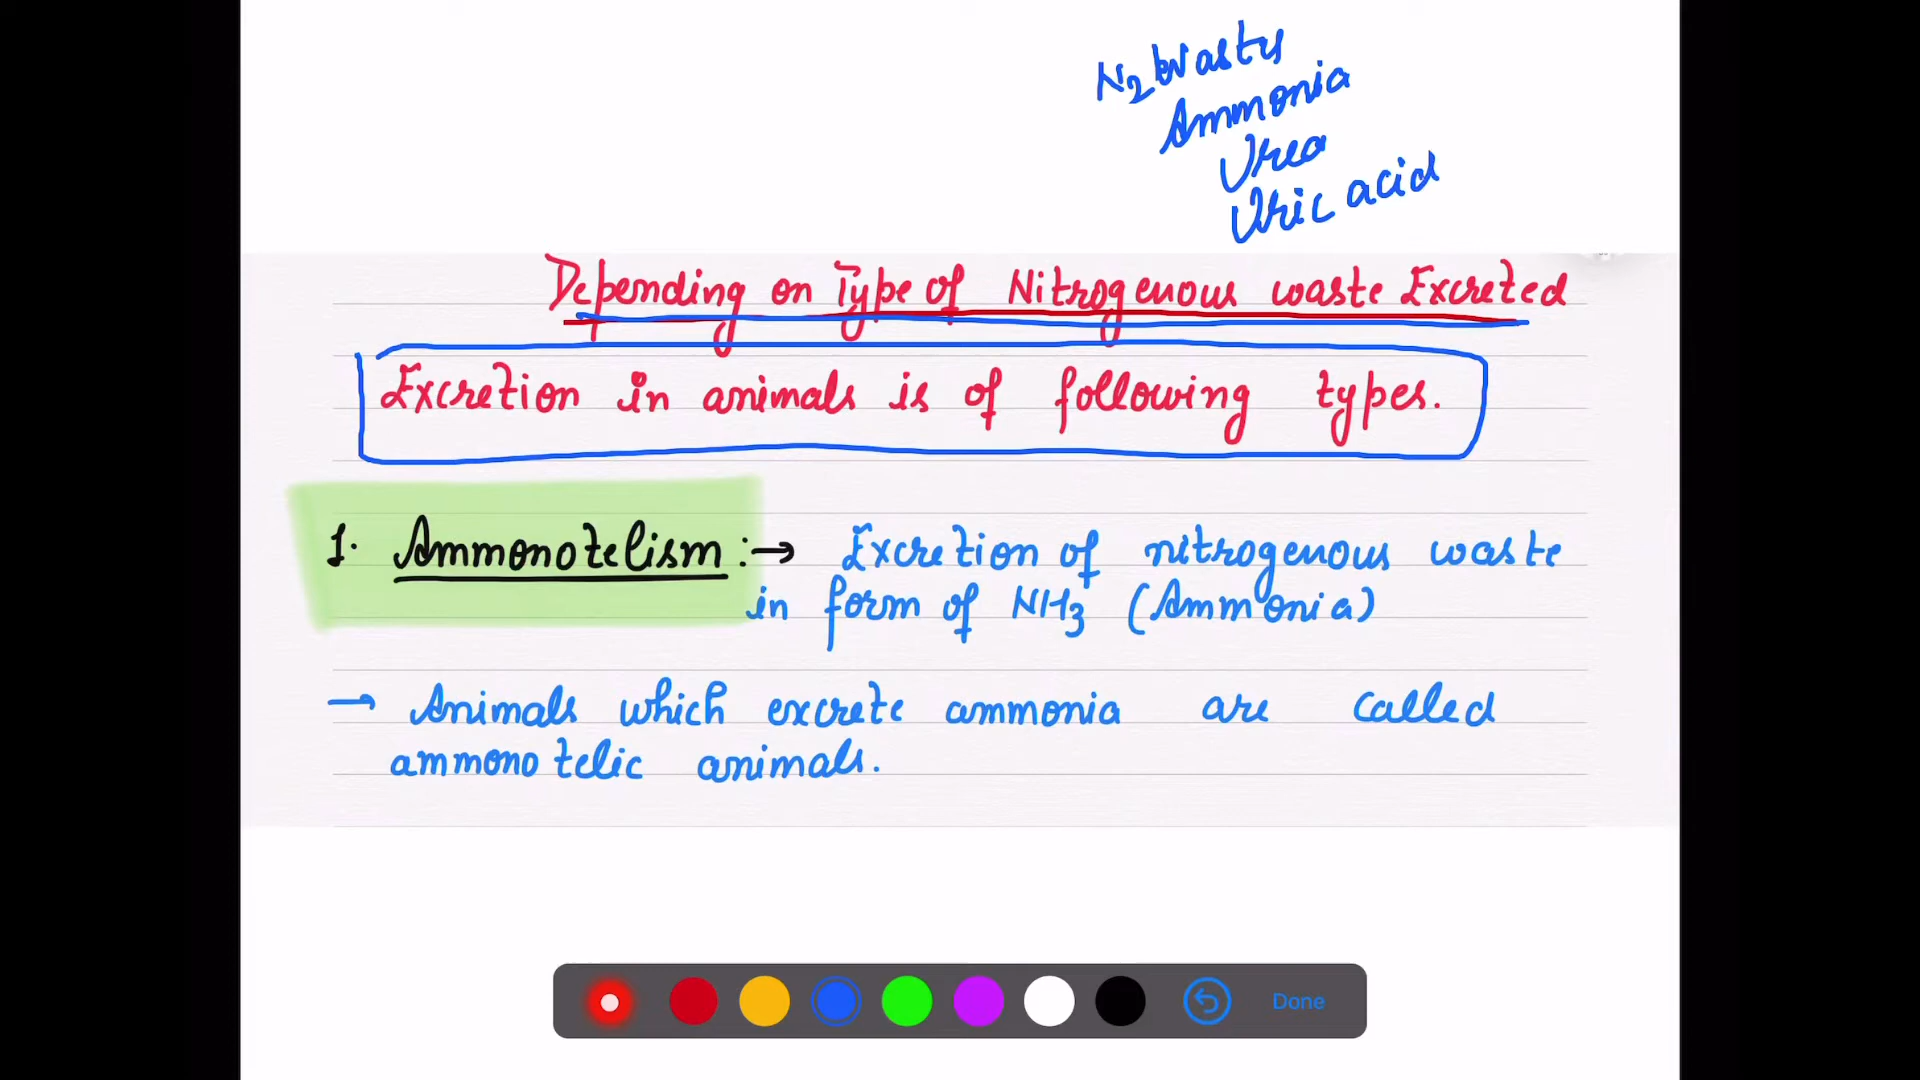 N2 Wastes
Ammonia
Urea
Uric acid
Depending on Type of Nitrogenous waste Excreted
Excretion in animals is of following types.
1. Ammonotelism :→ Excretion of nitrogenous waste
in form of NH3 (Ammonia)
→ Animals which excrete ammonia are called
ammonotelic animals.
Done